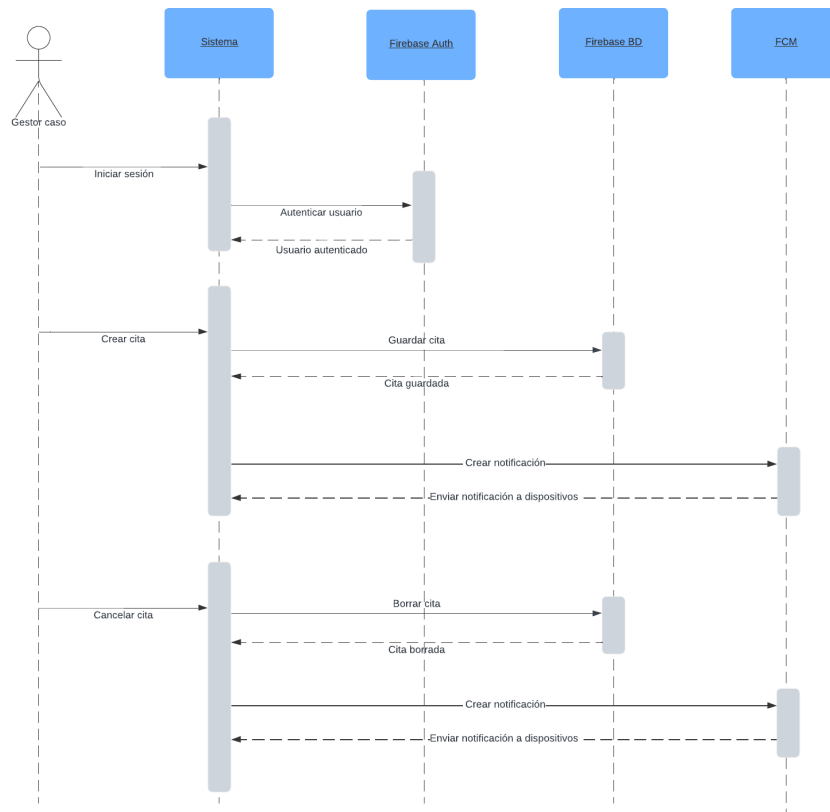 Sistema
Firebase Auth
Firebase BD
FCM
Gestor caso
Iniciar sesión
Autenticar usuario
Usuario autenticado
Crear cita
Guardar cita
Cita guardada
Crear notificación
Enviar notificación a dispositivos
Cancelar cita
Borrar cita
Cita borrada
Crear notificación
Enviar notificación a dispositivos